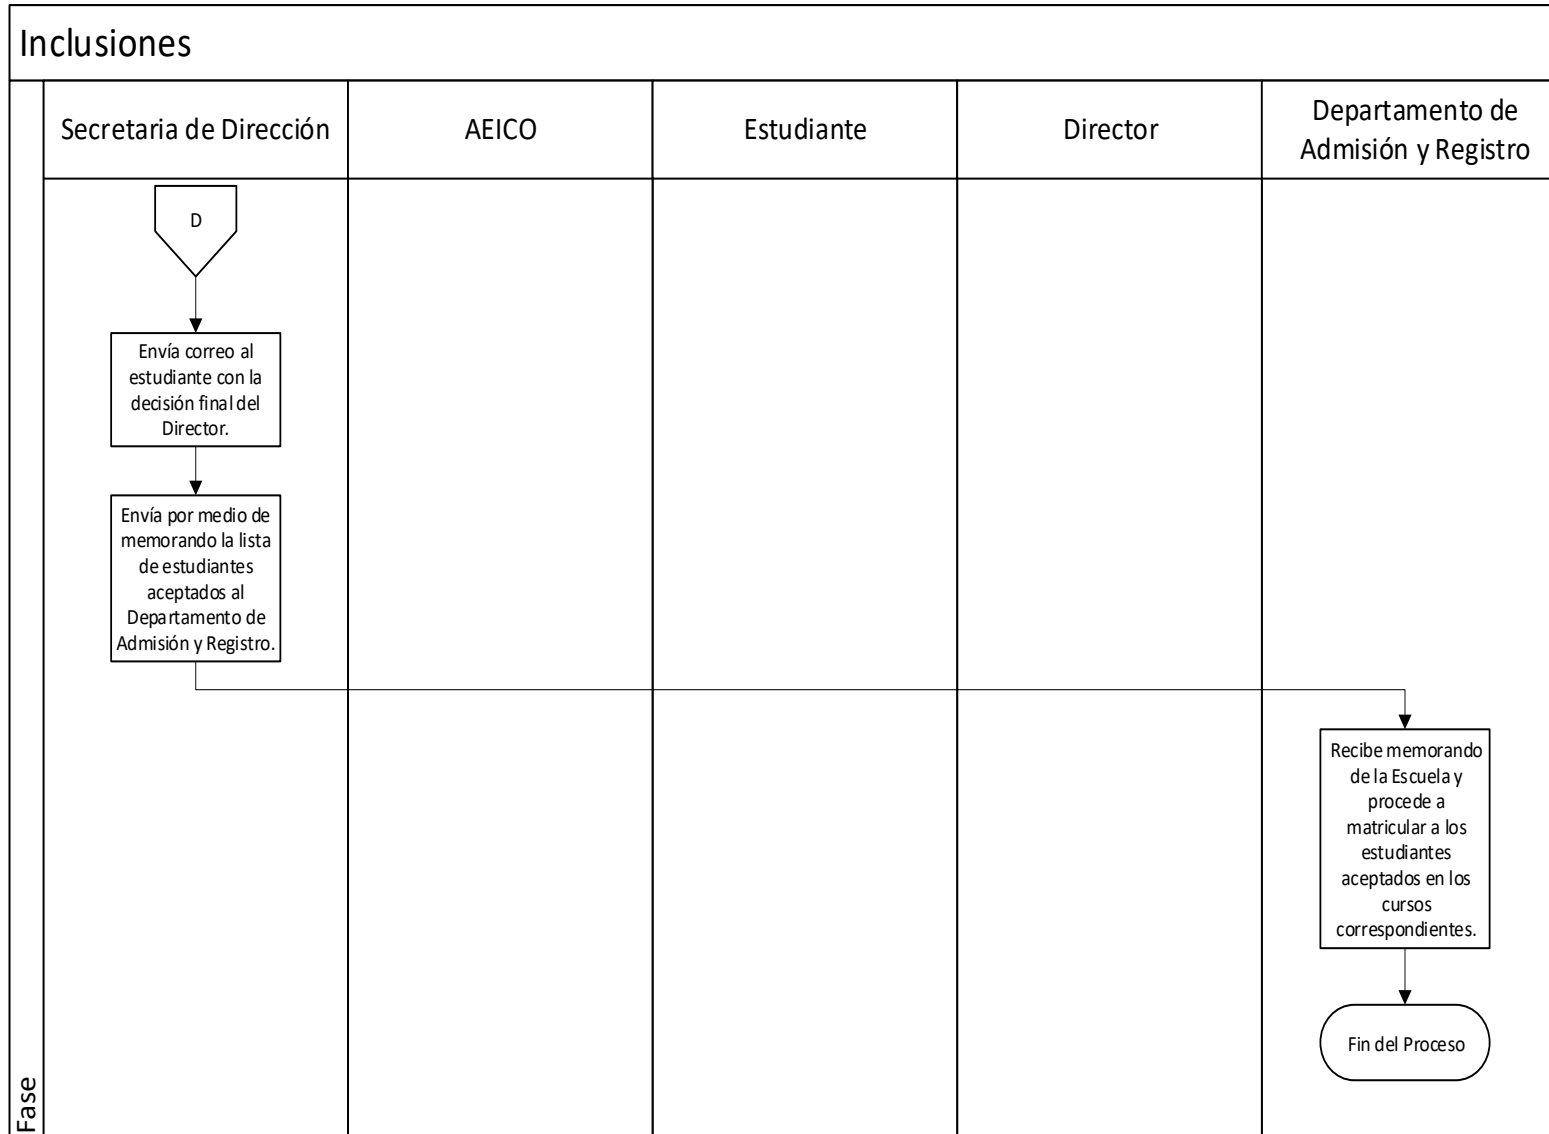 Inclusiones
Secretaria de Dirección
AEICO
Estudiante
Director
Departamento de
Admisión y Registro
D
Envía correo al
estudiante con la
decisión final del
Director.
Envía por medio de
memorando la lista
de estudiantes
aceptados al
Departamento de
Admisión y Registro.
Recibe memorando
de la Escuela y
procede a
matricular a los
estudiantes
aceptados en los
cursos
correspondientes.
Fin del Proceso
Fase